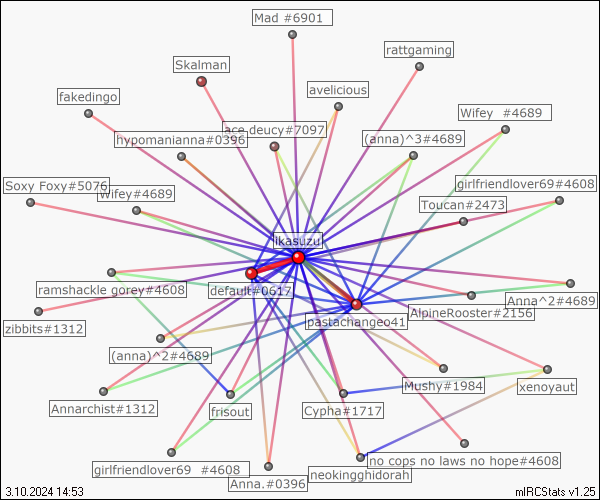 Mad #6901
rattgaming
Skalman
avelicious
fakedingo
ace-deucy#7097
Wifey  #4689
hypomanianna#0396
(anna)^3#4689
Soxy Foxy#5076
Wifey#4689
girlfriendlover69#4608
Toucan#2473
ikasuzu
ramshackle gorey#4608
default#0617
Anna^2#4689
zibbits#1312
pastachangeo41
AlpineRooster#2156
(anna)^2#4689
Mushy#1984
xenoyaut
Annarchist#1312
frisout
Cypha#1717
girlfriendlover69  #4608
Anna.#0396
neokingghidorah
no cops no laws no hope#4608
3.10.2024 14:53
mIRCStats v1.25